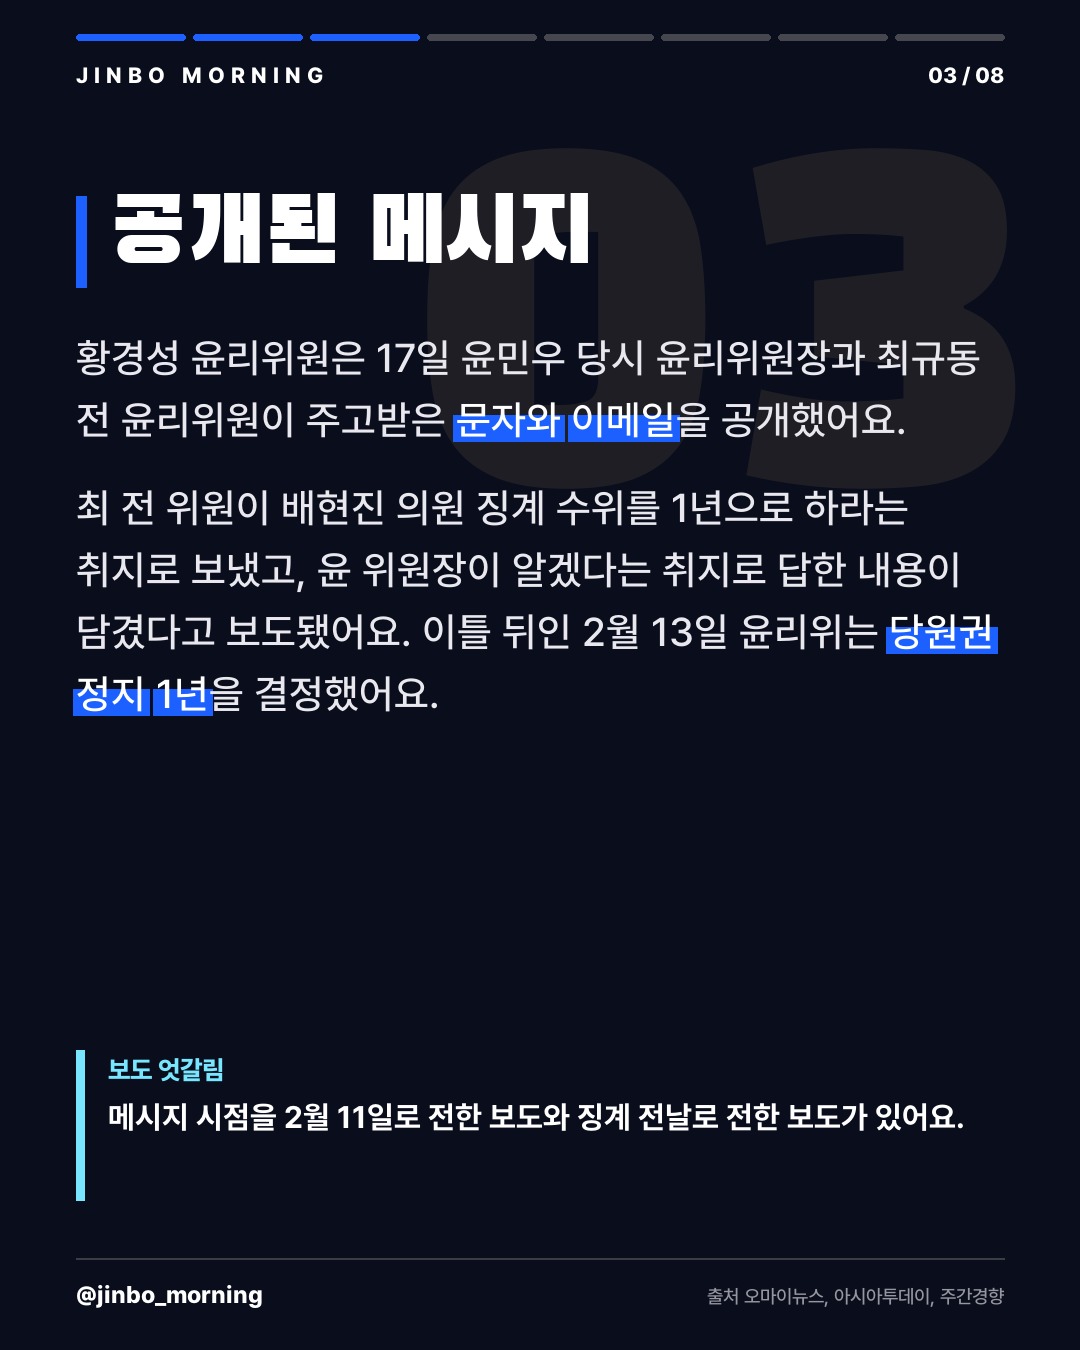 JINBO MORNING
03 / 08
03
공개된 메시지
황경성 윤리위원은 17일 윤민우 당시 윤리위원장과 최규동
전 윤리위원이 주고받은 문자와 이메일을 공개했어요.
최 전 위원이 배현진 의원 징계 수위를 1년으로 하라는
취지로 보냈고, 윤 위원장이 알겠다는 취지로 답한 내용이
담겼다고 보도됐어요. 이틀 뒤인 2월 13일 윤리위는 당원권
정지 1년을 결정했어요.
보도 엇갈림
메시지 시점을 2월 11일로 전한 보도와 징계 전날로 전한 보도가 있어요.
@jinbo_morning
출처 오마이뉴스, 아시아투데이, 주간경향